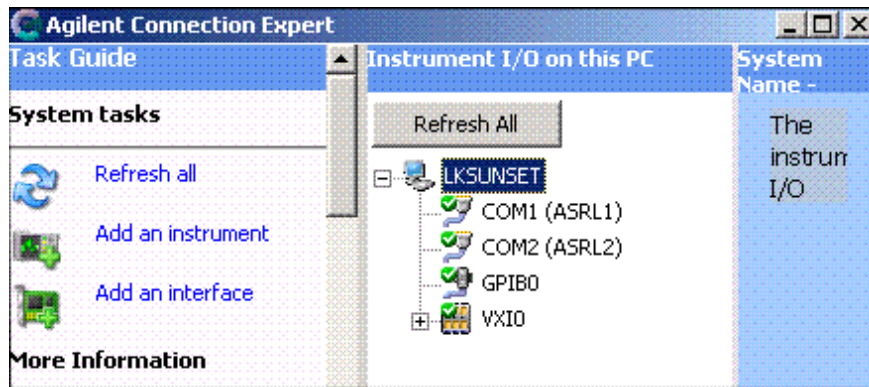 Agilent Connection Expert
Task Guide
System tasks
Refresh all
Add an instrument
Add an interface
More Information
Instrument I/O on this PC
Refresh All
LKSUNSET
COM1 (ASRL1)
COM2 (ASRL2)
GPIB0
VXI0
System
Name -
The
instrum
I/O